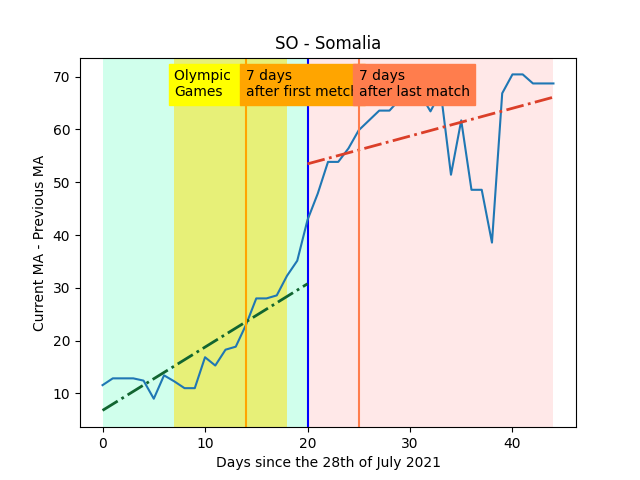 SO - Somalia
Olympic
Games
7 days
after first metch
7 days
after last match
70
60
50
40
30
20
10
Current MA - Previous MA
0 10 20 30 40
Days since the 28th of July 2021